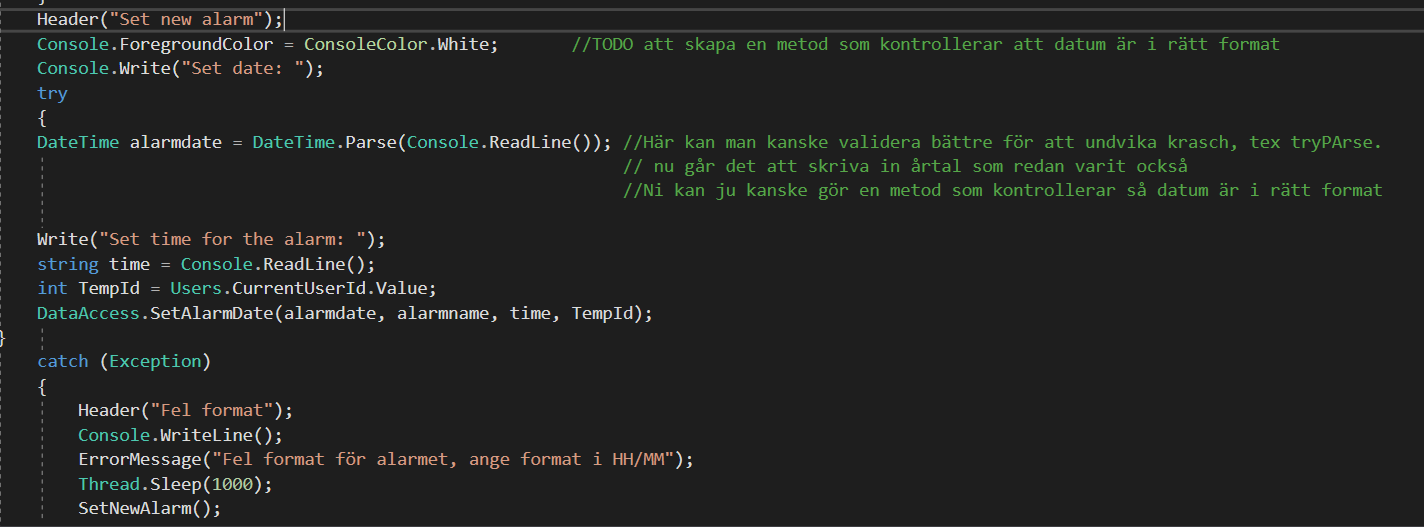 }
Header("Set new alarm");
Console.ForegroundColor = ConsoleColor.White;       //TODO att skapa en metod som kontrollerar att datum är i rätt format
Console.Write("Set date: ");
try
{
DateTime alarmdate = DateTime.Parse(Console.ReadLine()); //Här kan man kanske validera bättre för att undvika krasch, tex tryPArse.
// nu går det att skriva in årtal som redan varit också
//Ni kan ju kanske gör en metod som kontrollerar så datum är i rätt format
Write("Set time for the alarm: ");
string time = Console.ReadLine();
int TempId = Users.CurrentUserId.Value;
DataAccess.SetAlarmDate(alarmdate, alarmname, time, TempId);
}
catch (Exception)
{
Header("Fel format");
Console.WriteLine();
ErrorMessage("Fel format för alarmet, ange format i HH/MM");
Thread.Sleep(1000);
SetNewAlarm();